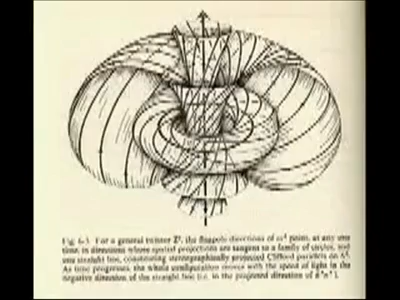 Fig. 6-3. For a general twistor Zᵅ, the flagpole directions of ωᴬ point, at any one
time, in directions whose spatial projections are tangent to a family of circles, and
one straight line, constituting stereographically projected Clifford parallels on S³.
As time progresses, the whole configuration moves with the speed of light in the
negative direction of the straight line (i.e. in the projected direction of